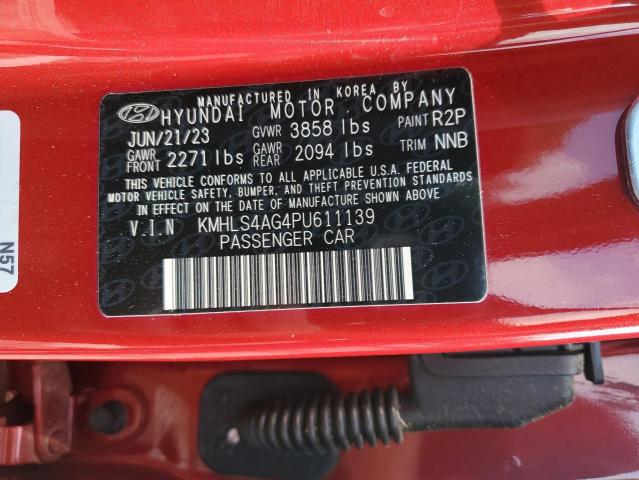 MANUFACTURED IN KOREA BY
HYUNDAI MOTOR COMPANY
JUN/21/23 GVWR 3858 lbs PAINT R2P
GAWR FRONT 2271 lbs GAWR REAR 2094 lbs TRIM NNB
THIS VEHICLE CONFORMS TO ALL APPLICABLE U.S.A. FEDERAL
MOTOR VEHICLE SAFETY, BUMPER, AND THEFT PREVENTION STANDARDS
IN EFFECT ON THE DATE OF MANUFACTURE SHOWN ABOVE
V.I.N KMHLS4AG4PU611139
PASSENGER CAR
N57